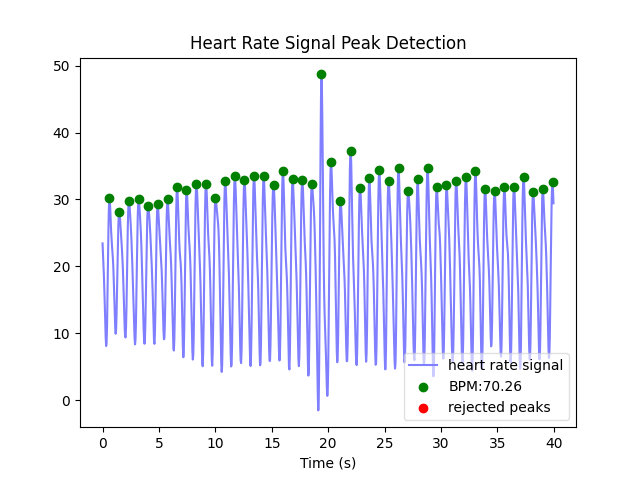 Heart Rate Signal Peak Detection
50
40
30
20
10
0
heart rate signal
BPM:70.26
rejected peaks
0 5 10 15 20 25 30 35 40
Time (s)